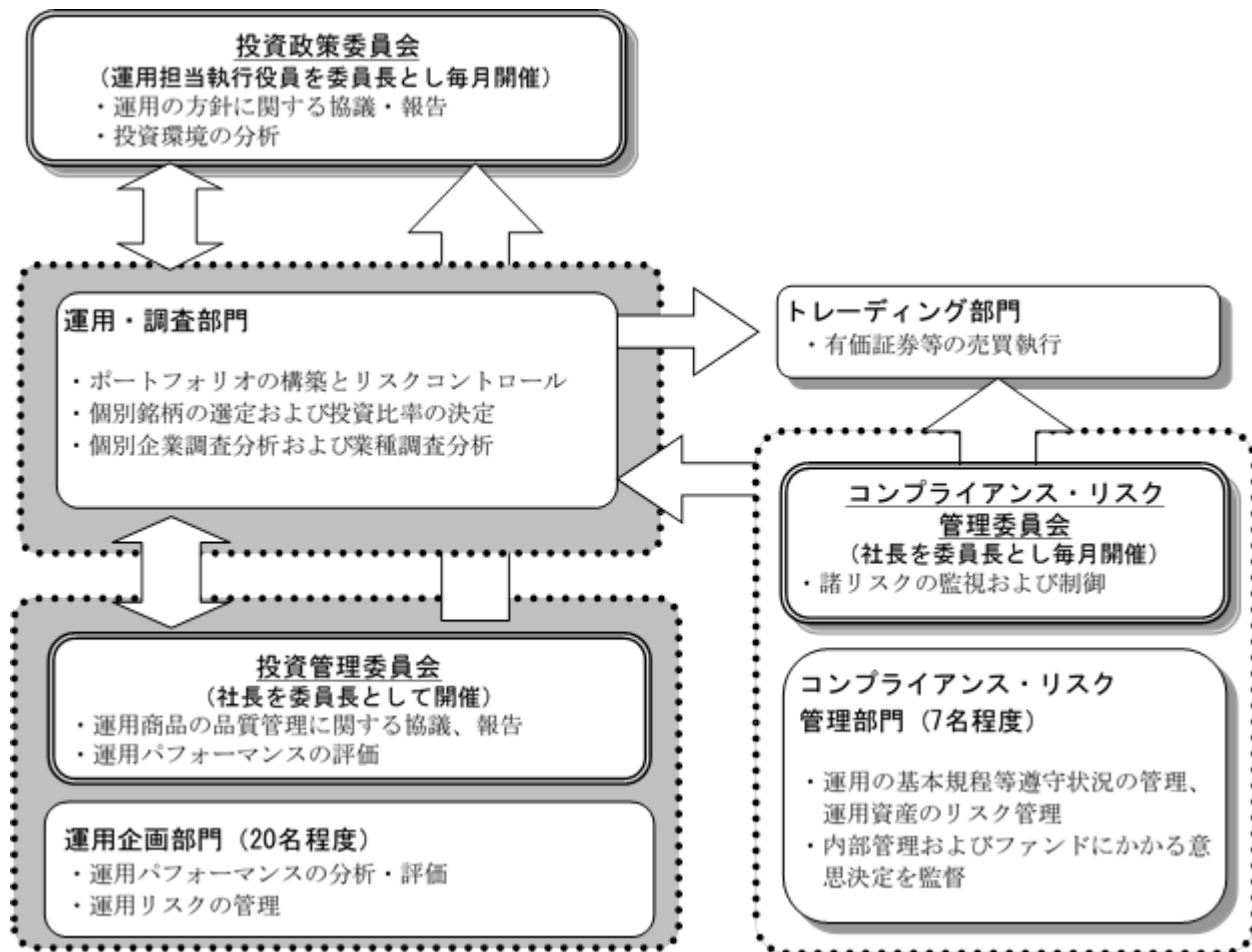 投資政策委員会
(運用担当執行役員を委員長とし毎月開催)
・運用の方針に関する協議・報告
・投資環境の分析
運用・調査部門
・ポートフォリオの構築とリスクコントロール
・個別銘柄の選定および投資比率の決定
・個別企業調査分析および業種調査分析
トレーディング部門
・有価証券等の売買執行
コンプライアンス・リスク
管理委員会
(社長を委員長とし毎月開催)
・諸リスクの監視および制御
投資管理委員会
(社長を委員長として開催)
・運用商品の品質管理に関する協議、報告
・運用パフォーマンスの評価
運用企画部門(20名程度)
・運用パフォーマンスの分析・評価
・運用リスクの管理
コンプライアンス・リスク
管理部門(7名程度)
・運用の基本規程等遵守状況の管理、
運用資産のリスク管理
・内部管理およびファンドにかかる意
思決定を監督